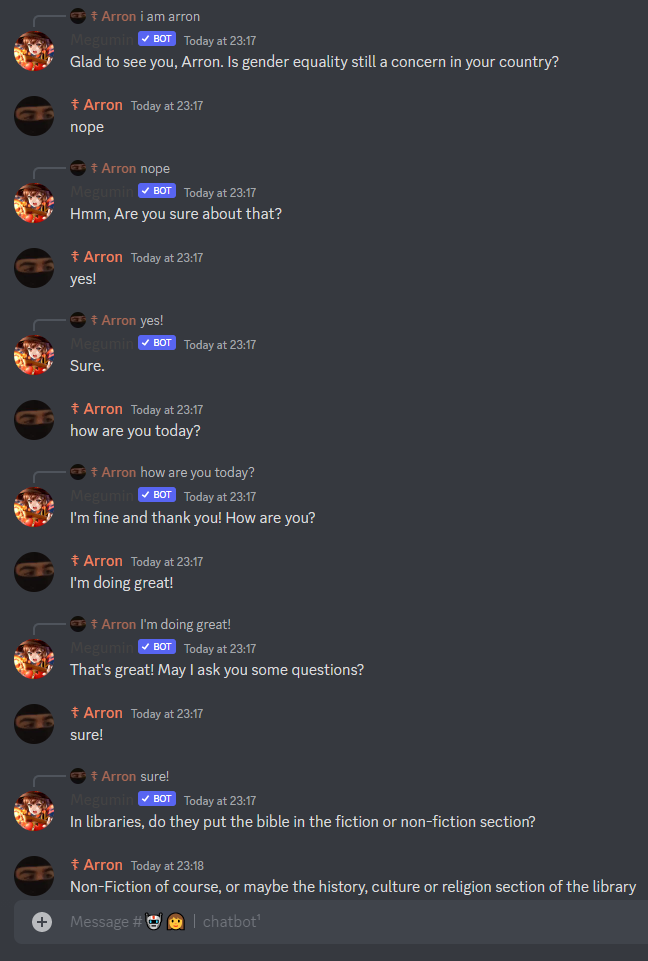 Arron i am arron
Megumin BOT Today at 23:17
Glad to see you, Arron. Is gender equality still a concern in your country?
Arron Today at 23:17
nope
Arron nope
Megumin BOT Today at 23:17
Hmm, Are you sure about that?
Arron Today at 23:17
yes!
Arron yes!
Megumin BOT Today at 23:17
Sure.
Arron Today at 23:17
how are you today?
Arron how are you today?
Megumin BOT Today at 23:17
I'm fine and thank you! How are you?
Arron Today at 23:17
I'm doing great!
Arron I'm doing great!
Megumin BOT Today at 23:17
That's great! May I ask you some questions?
Arron Today at 23:17
sure!
Arron sure!
Megumin BOT Today at 23:17
In libraries, do they put the bible in the fiction or non-fiction section?
Arron Today at 23:18
Non-Fiction of course, or maybe the history, culture or religion section of the library
Message #🤖👩 | chatbot¹